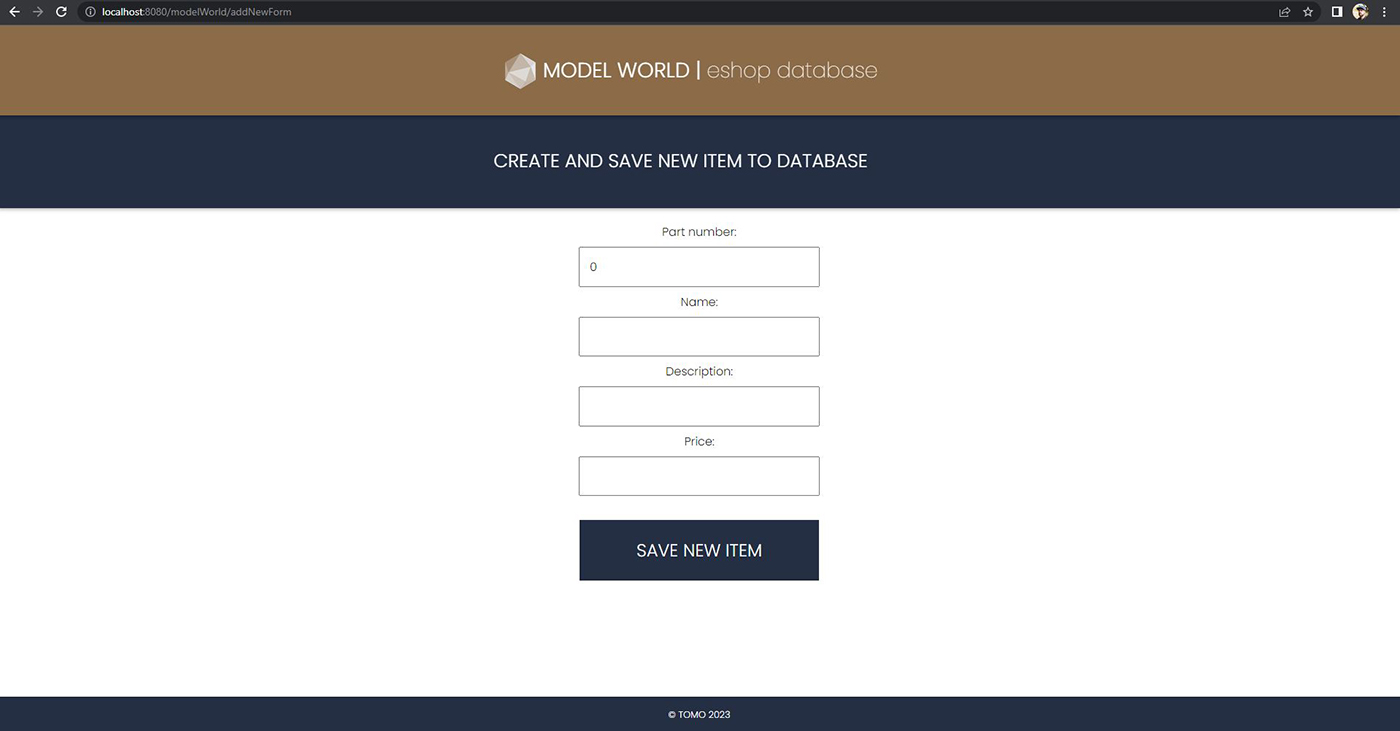 localhost:8080/modelWorld/addNewForm
MODEL WORLD | eshop database
CREATE AND SAVE NEW ITEM TO DATABASE
Part number:
0
Name:
Description:
Price:
SAVE NEW ITEM
© TOMO 2023